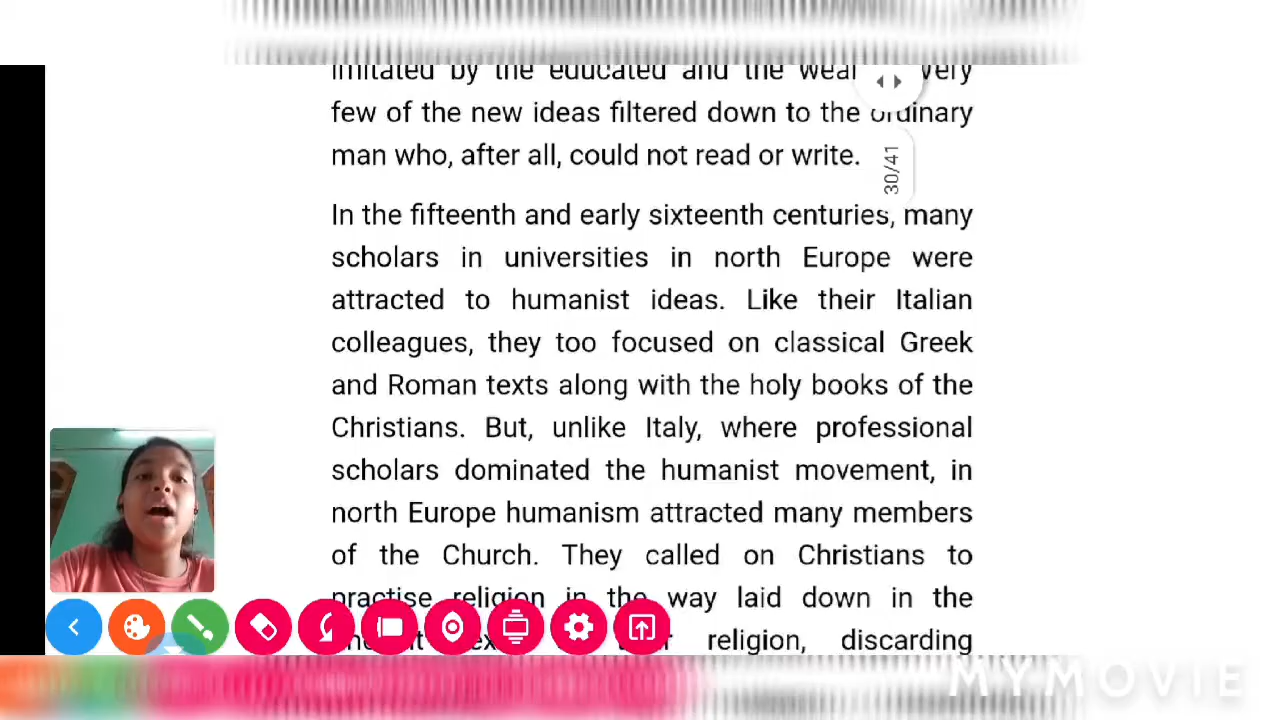 imitated by the educated and the very
few of the new ideas filtered down to the ordinary
man who, after all, could not read or write.
30/41
In the fifteenth and early sixteenth centuries, many
scholars in universities in north Europe were
attracted to humanist ideas. Like their Italian
colleagues, they too focused on classical Greek
and Roman texts along with the holy books of the
Christians. But, unlike Italy, where professional
scholars dominated the humanist movement, in
north Europe humanism attracted many members
of the Church. They called on Christians to
practise religion in the way laid down in the
religion, discarding
MYMOVIE